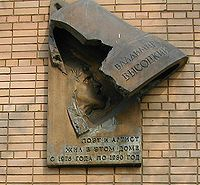 ВЛАДИМИР
ВЫСОЦКИЙ
ПОЭТ И АРТИСТ
ЖИЛ В ЭТОМ ДОМЕ
С 1975 ГОДА ПО 1980 ГОД